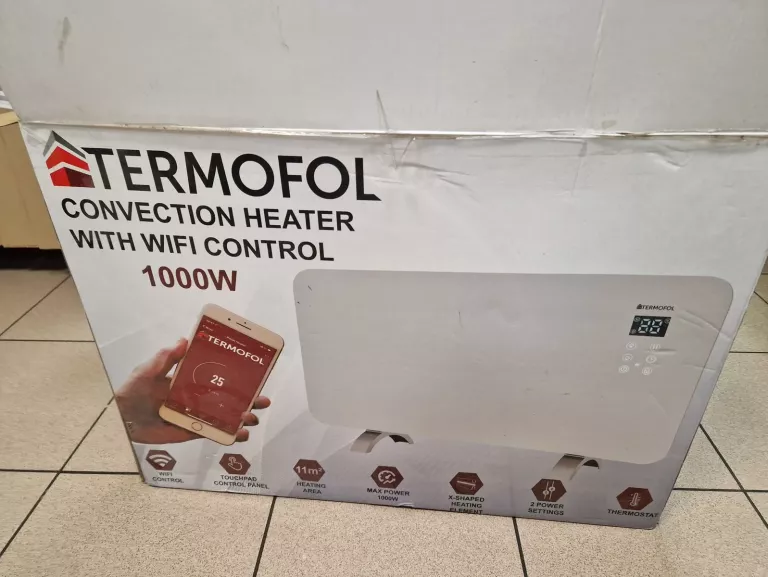 TERMOFOL
CONVECTION HEATER
WITH WIFI CONTROL
1000W
TERMOFOL
88
TERMOFOL
25
WIFI
CONTROL
TOUCHPAD
CONTROL PANEL
11m²
HEATING
AREA
MAX POWER
1000W
X-SHAPED
HEATING
ELEMENT
2 POWER
SETTINGS
THERMOSTAT